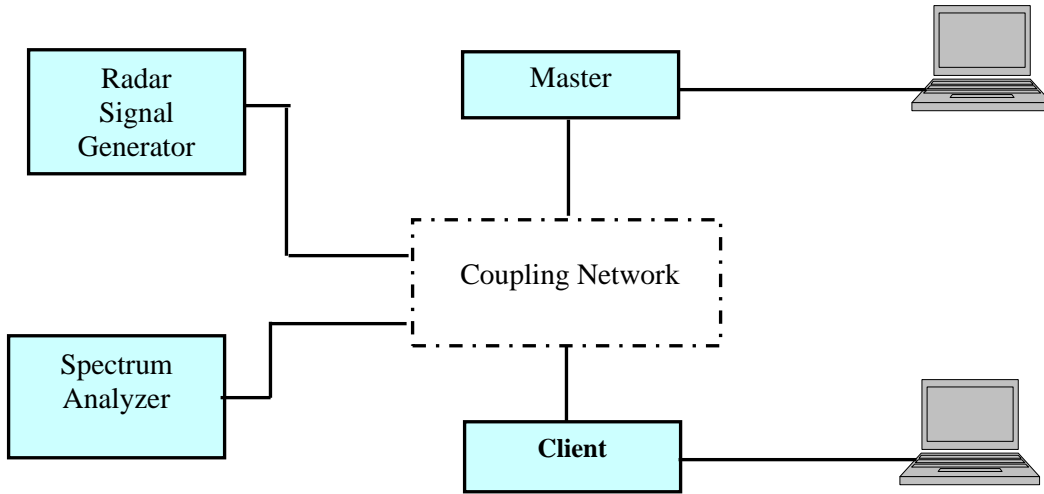 Radar
Signal
Generator
Master
Coupling Network
Spectrum
Analyzer
Client